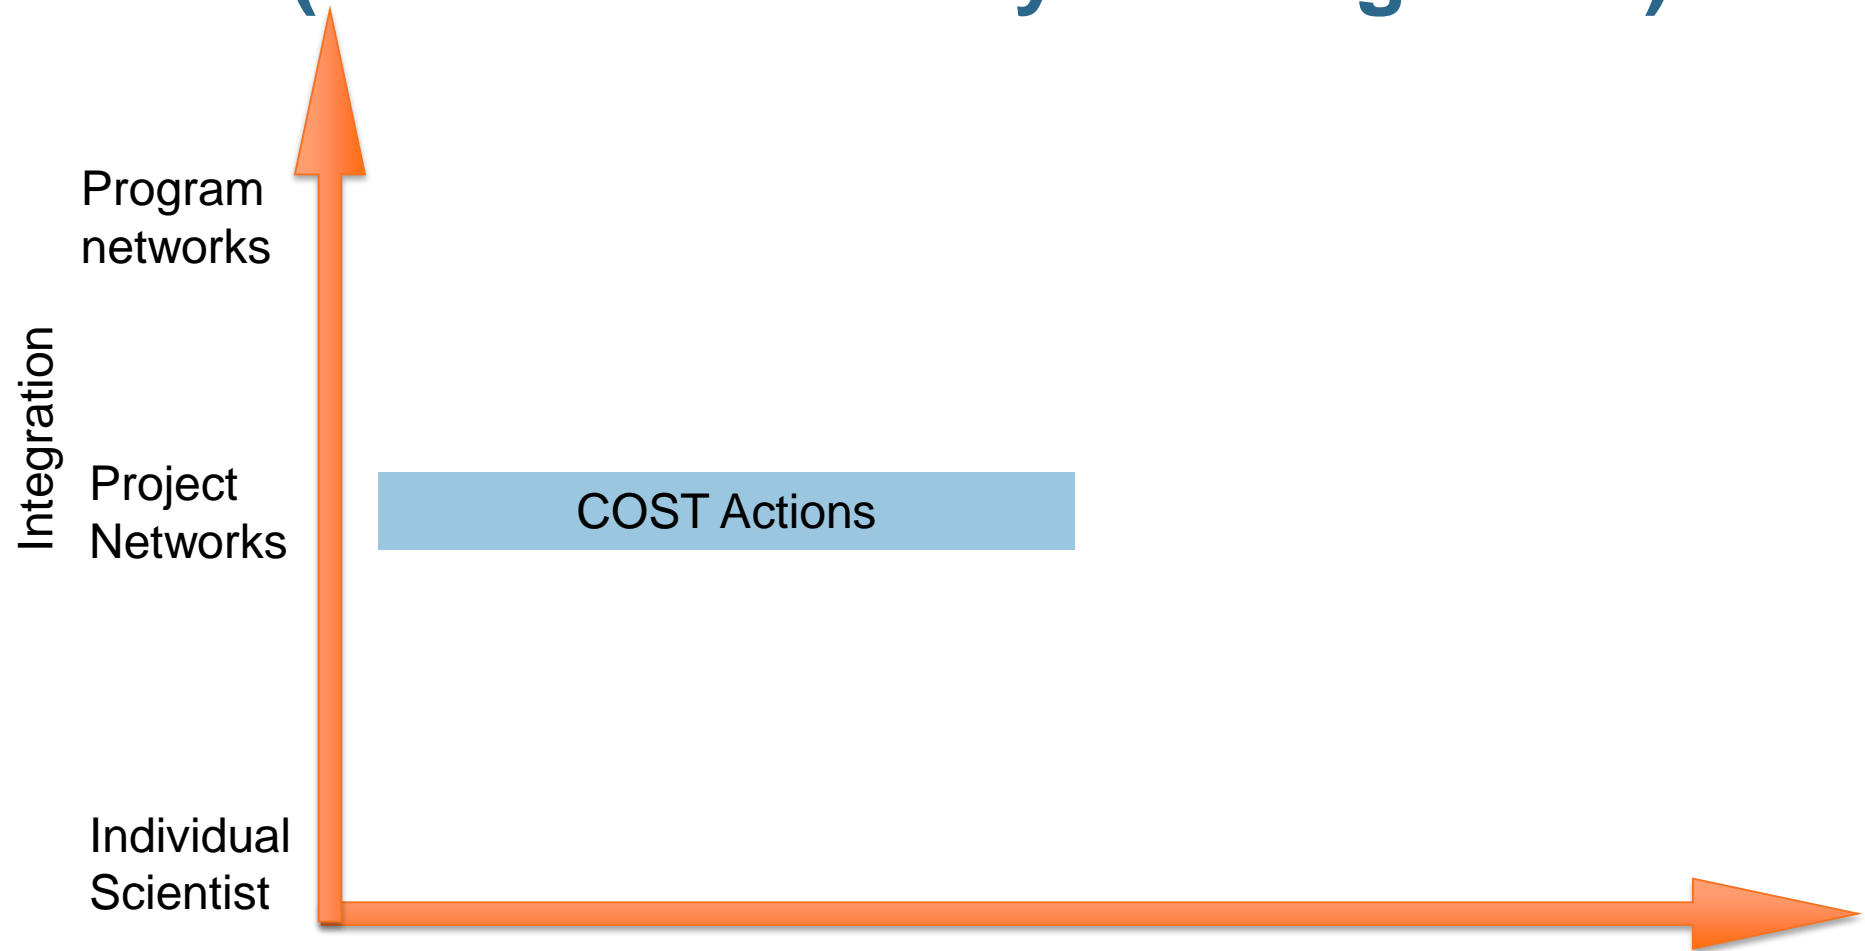 Program
networks
Integration
Project
Networks
COST Actions
Individual
Scientist